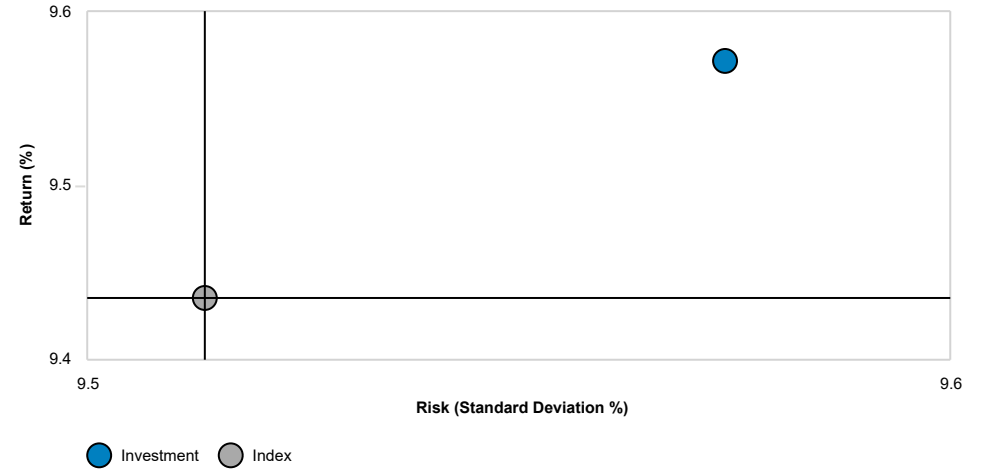 9.6
Return (%)
9.5
9.4
9.5
9.6
Risk (Standard Deviation %)
Investment
Index